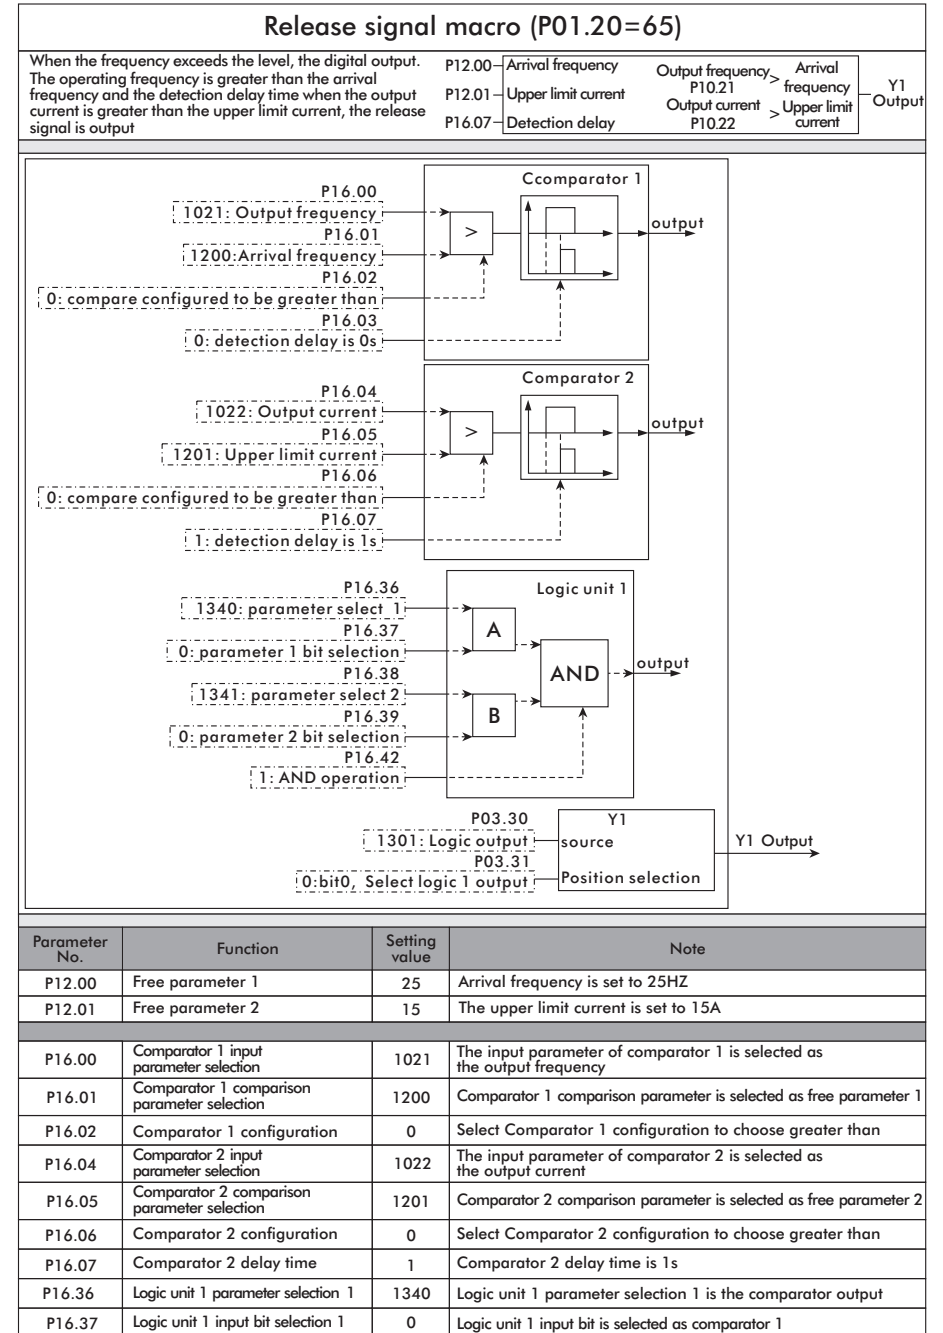 Release signal macro (P01.20=65)
When the frequency exceeds the level, the digital output.
The operating frequency is greater than the arrival
frequency and the detection delay time when the output
current is greater than the upper limit current, the release
signal is output
P12.00 Arrival frequency
P12.01 Upper limit current
P16.07 Detection delay
Output frequency
P10.21
>
Arrival
frequency
Output current
P10.22
>
Upper limit
current
Y1
Output
Ccomparator 1
P16.00
1021: Output frequency
P16.01
1200:Arrival frequency
P16.02
0: compare configured to be greater than
P16.03
0: detection delay is 0s
>
output
Comparator 2
P16.04
1022: Output current
P16.05
1201: Upper limit current
P16.06
0: compare configured to be greater than
P16.07
1: detection delay is 1s
>
output
Logic unit 1
P16.36
1340: parameter select 1
P16.37
0: parameter 1 bit selection
P16.38
1341: parameter select 2
P16.39
0: parameter 2 bit selection
P16.42
1: AND operation
A
B
AND
output
P03.30
1301: Logic output
P03.31
0:bit0, Select logic 1 output
Y1
source
Position selection
Y1 Output
Parameter No. Function Setting value Note
P12.00 Free parameter 1 25 Arrival frequency is set to 25HZ
P12.01 Free parameter 2 15 The upper limit current is set to 15A
P16.00 Comparator 1 input parameter selection 1021 The input parameter of comparator 1 is selected as the output frequency
P16.01 Comparator 1 comparison parameter selection 1200 Comparator 1 comparison parameter is selected as free parameter 1
P16.02 Comparator 1 configuration 0 Select Comparator 1 configuration to choose greater than
P16.04 Comparator 2 input parameter selection 1022 The input parameter of comparator 2 is selected as the output current
P16.05 Comparator 2 comparison parameter selection 1201 Comparator 2 comparison parameter is selected as free parameter 2
P16.06 Comparator 2 configuration 0 Select Comparator 2 configuration to choose greater than
P16.07 Comparator 2 delay time 1 Comparator 2 delay time is 1s
P16.36 Logic unit 1 parameter selection 1 1340 Logic unit 1 parameter selection 1 is the comparator output
P16.37 Logic unit 1 input bit selection 1 0 Logic unit 1 input bit is selected as comparator 1